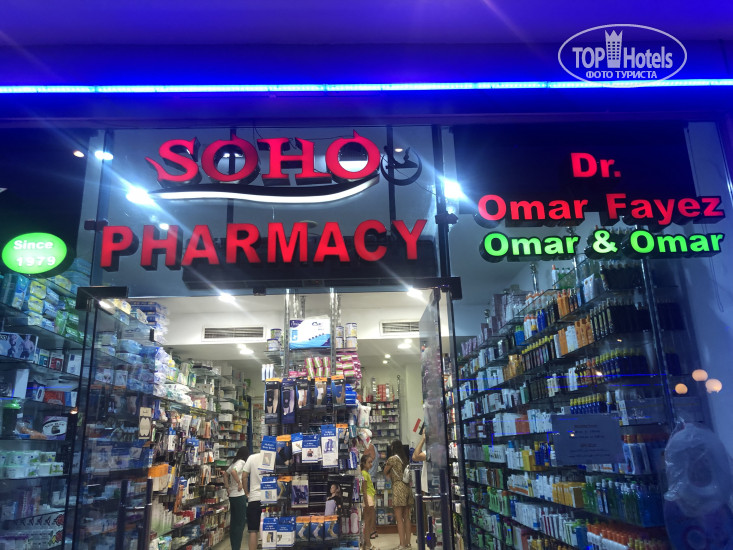 TOP Hotels
ФОТО ТУРИСТА
SOHO
PHARMACY
Dr.
Omar Fayez
Omar & Omar
Since
1979